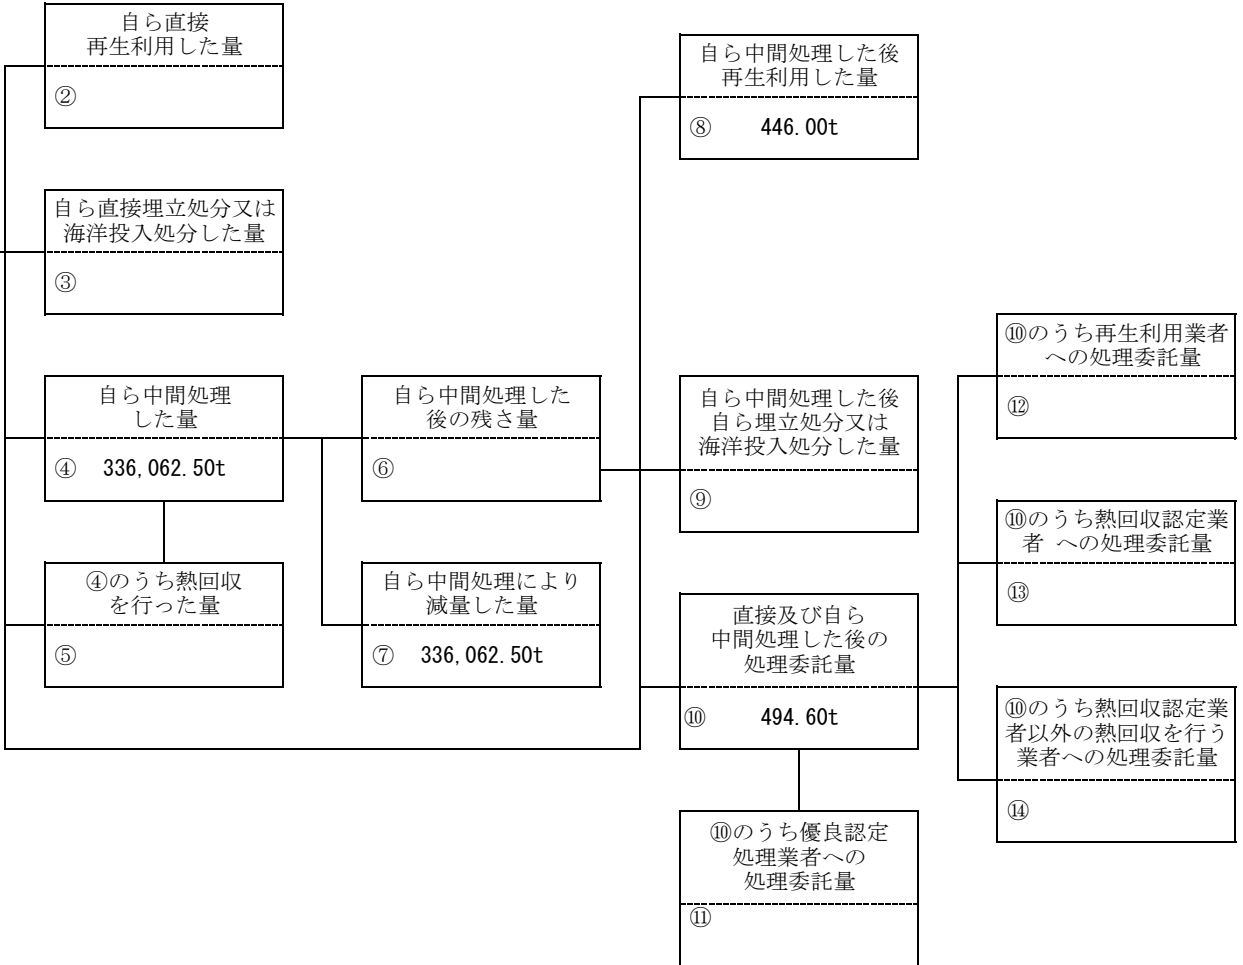 自ら直接
再生利用した量
②
自ら直接埋立処分又は
海洋投入処分した量
③
自ら中間処理
した量
④ 336,062.50t
④のうち熱回収
を行った量
⑤
自ら中間処理した
後の残さ量
⑥
自ら中間処理により
減量した量
⑦ 336,062.50t
自ら中間処理した後
再生利用した量
⑧ 446.00t
自ら中間処理した後
自ら埋立処分又は
海洋投入処分した量
⑨
直接及び自ら
中間処理した後の
処理委託量
⑩ 494.60t
⑩のうち優良認定
処理業者への
処理委託量
⑪
⑩のうち再生利用業者
への処理委託量
⑫
⑩のうち熱回収認定業
者 への処理委託量
⑬
⑩のうち熱回収認定業
者以外の熱回収を行う
業者への処理委託量
⑭